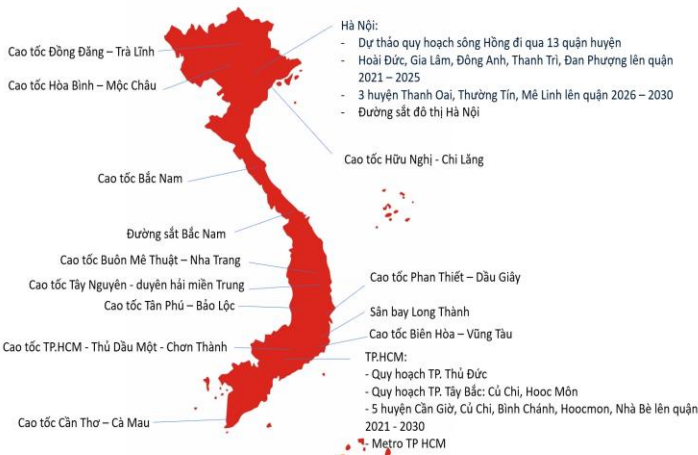 Hà Nội:
- Dự thảo quy hoạch sông Hồng đi qua 13 quận huyện
- Hoài Đức, Gia Lâm, Đông Anh, Thanh Trì, Đan Phượng lên quận
2021 – 2025
- 3 huyện Thanh Oai, Thường Tín, Mê Linh lên quận 2026 – 2030
- Đường sắt đô thị Hà Nội
Cao tốc Đồng Đăng – Trà Lĩnh
Cao tốc Hòa Bình – Mộc Châu
Cao tốc Hữu Nghị - Chi Lăng
Cao tốc Bắc Nam
Đường sắt Bắc Nam
Cao tốc Buôn Mê Thuật – Nha Trang
Cao tốc Tây Nguyên - duyên hải miền Trung
Cao tốc Tân Phú – Bảo Lộc
Cao tốc Phan Thiết – Dầu Giây
Sân bay Long Thành
Cao tốc Biên Hòa – Vũng Tàu
Cao tốc TP.HCM - Thủ Dầu Một - Chơn Thành
TP.HCM:
- Quy hoạch TP. Thủ Đức
- Quy hoạch TP. Tây Bắc: Củ Chi, Hooc Môn
- 5 huyện Cần Giờ, Củ Chi, Bình Chánh, Hoocmon, Nhà Bè lên quận
2021 - 2030
- Metro TP HCM
Cao tốc Cần Thơ – Cà Mau